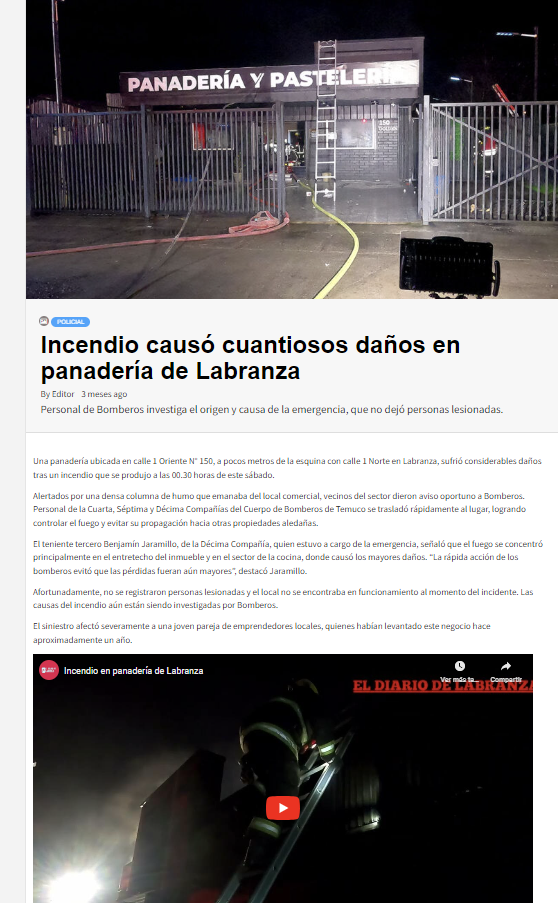 PANADERÍA Y PASTELERÍA
150
POLICIAL
Incendio causó cuantiosos daños en
panadería de Labranza
By Editor 3 meses ago
Personal de Bomberos investiga el origen y causa de la emergencia, que no dejó personas lesionadas.
Una panadería ubicada en calle 1 Oriente N° 150, a pocos metros de la esquina con calle 1 Norte en Labranza, sufrió considerables daños
tras un incendio que se produjo a las 00.30 horas de este sábado.
Alertados por una densa columna de humo que emanaba del local comercial, vecinos del sector dieron aviso oportuno a Bomberos.
Personal de la Cuarta, Séptima y Décima Compañías del Cuerpo de Bomberos de Temuco se trasladó rápidamente al lugar, logrando
controlar el fuego y evitar su propagación hacia otras propiedades aledañas.
El teniente tercero Benjamín Jaramillo, de la Décima Compañía, quien estuvo a cargo de la emergencia, señaló que el fuego se concentró
principalmente en el entretecho del inmueble y en el sector de la cocina, donde causó los mayores daños. “La rápida acción de los
bomberos evitó que las pérdidas fueran aún mayores”, destacó Jaramillo.
Afortunadamente, no se registraron personas lesionadas y el local no se encontraba en funcionamiento al momento del incidente. Las
causas del incendio aún están siendo investigadas por Bomberos.
El siniestro afectó severamente a una joven pareja de emprendedores locales, quienes habían levantado este negocio hace
aproximadamente un año.
Incendio en panadería de Labranza
Ver más ta... Compartir
EL DIARIO DE LABRANZA